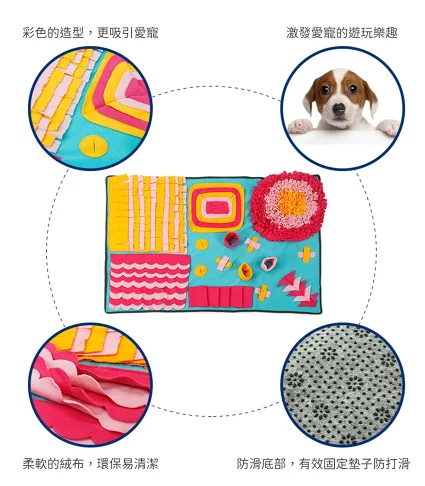 彩色的造型，更吸引愛寵
激發愛寵的遊玩樂趣
柔軟的絨布，環保易清潔
防滑底部，有效固定墊子防打滑